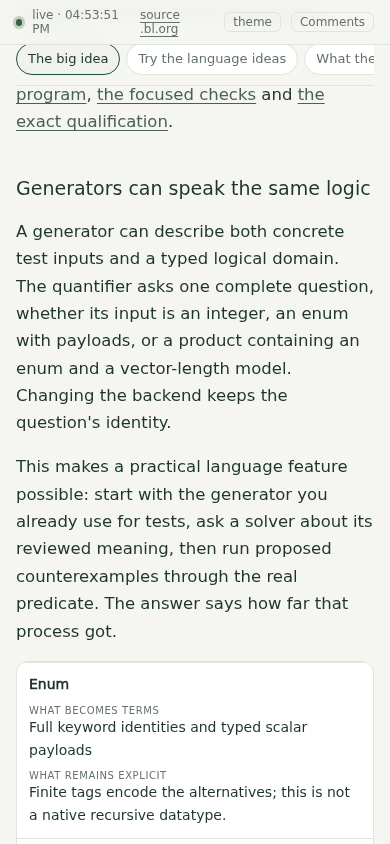 live · 04:53:51 PM
source.bl.org
theme
Comments
The big idea
Try the language ideas
What the
program, the focused checks and the
exact qualification.
Generators can speak the same logic
A generator can describe both concrete
test inputs and a typed logical domain.
The quantifier asks one complete question,
whether its input is an integer, an enum
with payloads, or a product containing an
enum and a vector-length model.
Changing the backend keeps the
question's identity.
This makes a practical language feature
possible: start with the generator you
already use for tests, ask a solver about its
reviewed meaning, then run proposed
counterexamples through the real
predicate. The answer says how far that
process got.
Enum
WHAT BECOMES TERMS
Full keyword identities and typed scalar
payloads
WHAT REMAINS EXPLICIT
Finite tags encode the alternatives; this is not
a native recursive datatype.